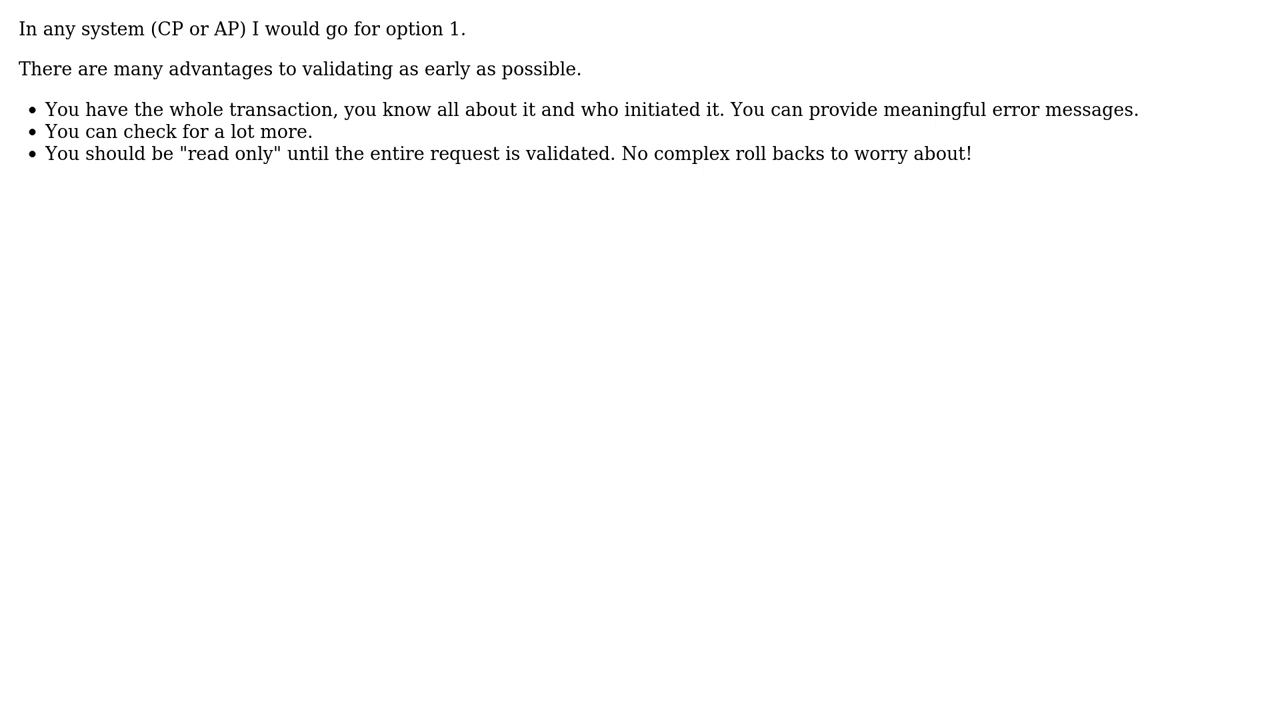 In any system (CP or AP) I would go for option 1.
There are many advantages to validating as early as possible.
• You have the whole transaction, you know all about it and who initiated it. You can provide meaningful error messages.
• You can check for a lot more.
• You should be "read only" until the entire request is validated. No complex roll backs to worry about!